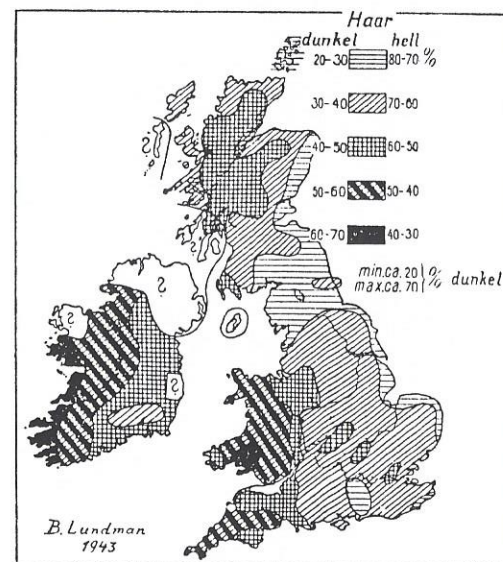 Haar
dunkel hell
20-30 80-70 %
30-40 70-60
40-50 60-50
50-60 50-40
60-70 40-30
min. ca. 20 } % dunkel
max. ca. 70
?
?
?
?
?
?
B. Lundman
1943